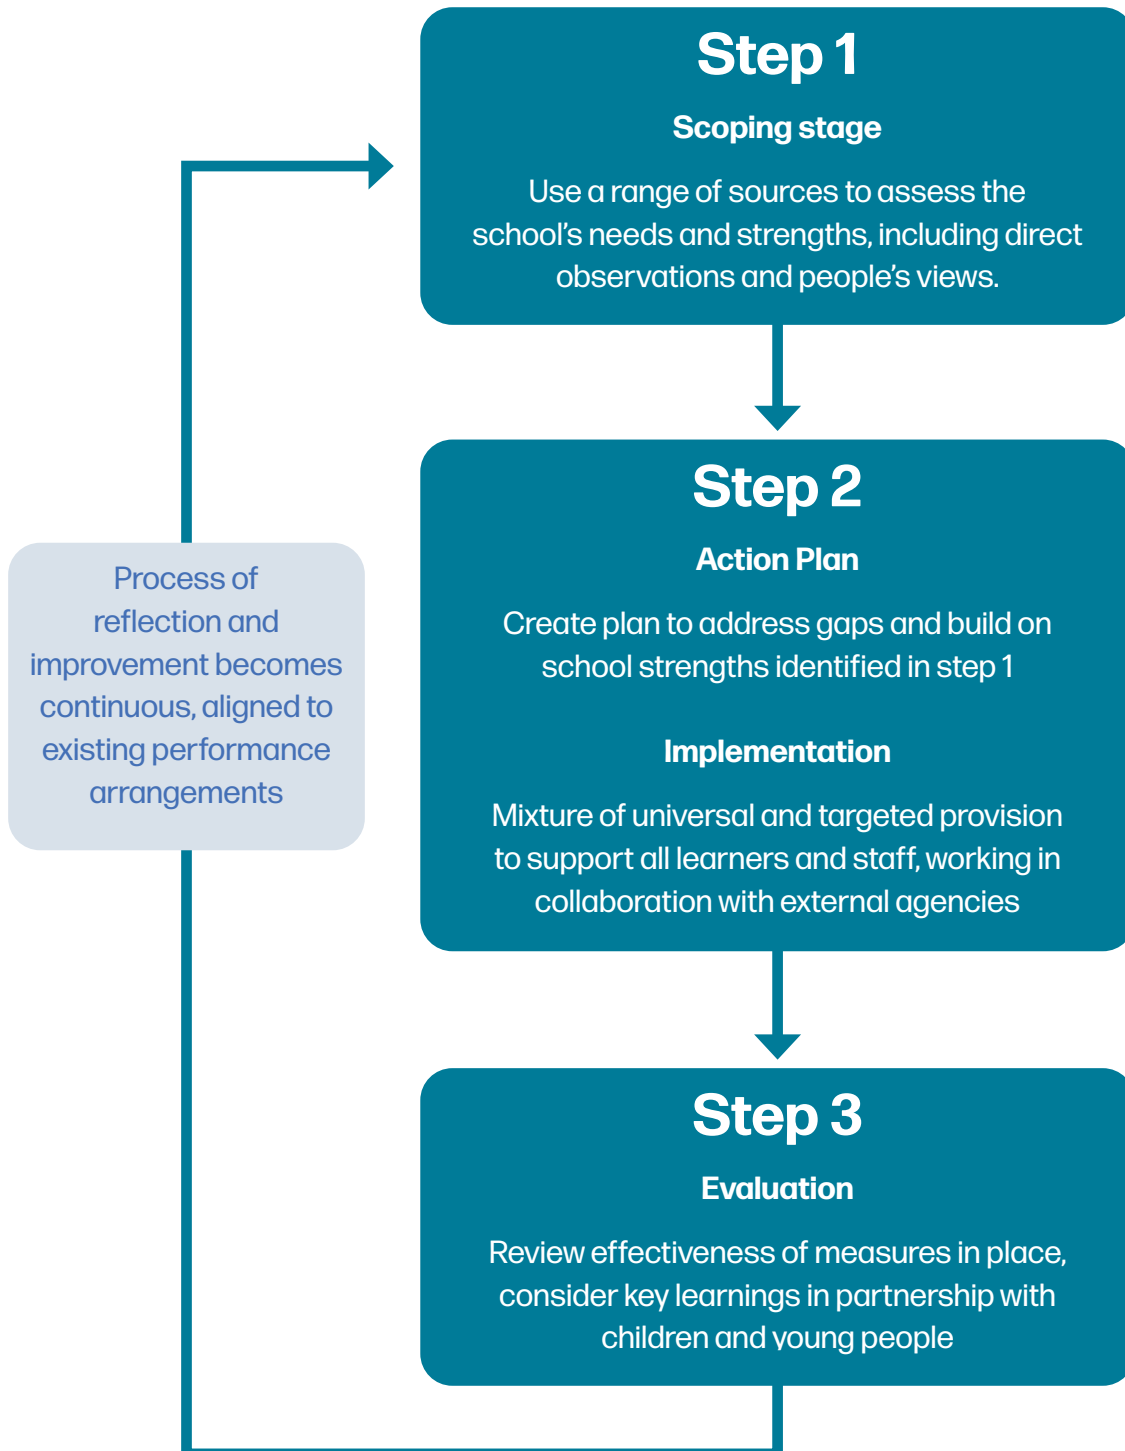 Step 1
Scoping stage
Use a range of sources to assess the
school's needs and strengths, including direct
observations and people's views.
Process of
reflection and
improvement becomes
continuous, aligned to
existing performance
arrangements
Step 2
Action Plan
Create plan to address gaps and build on
school strengths identified in step 1
Implementation
Mixture of universal and targeted provision
to support all learners and staff, working in
collaboration with external agencies
Step 3
Evaluation
Review effectiveness of measures in place,
consider key learnings in partnership with
children and young people